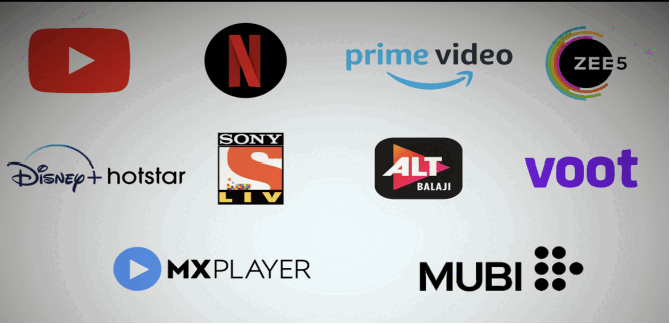 N
prime video
ZEE5
Disney+ hotstar
SONY
S
LIV
ALT
BALAJI
voot
MXPLAYER
MUBI